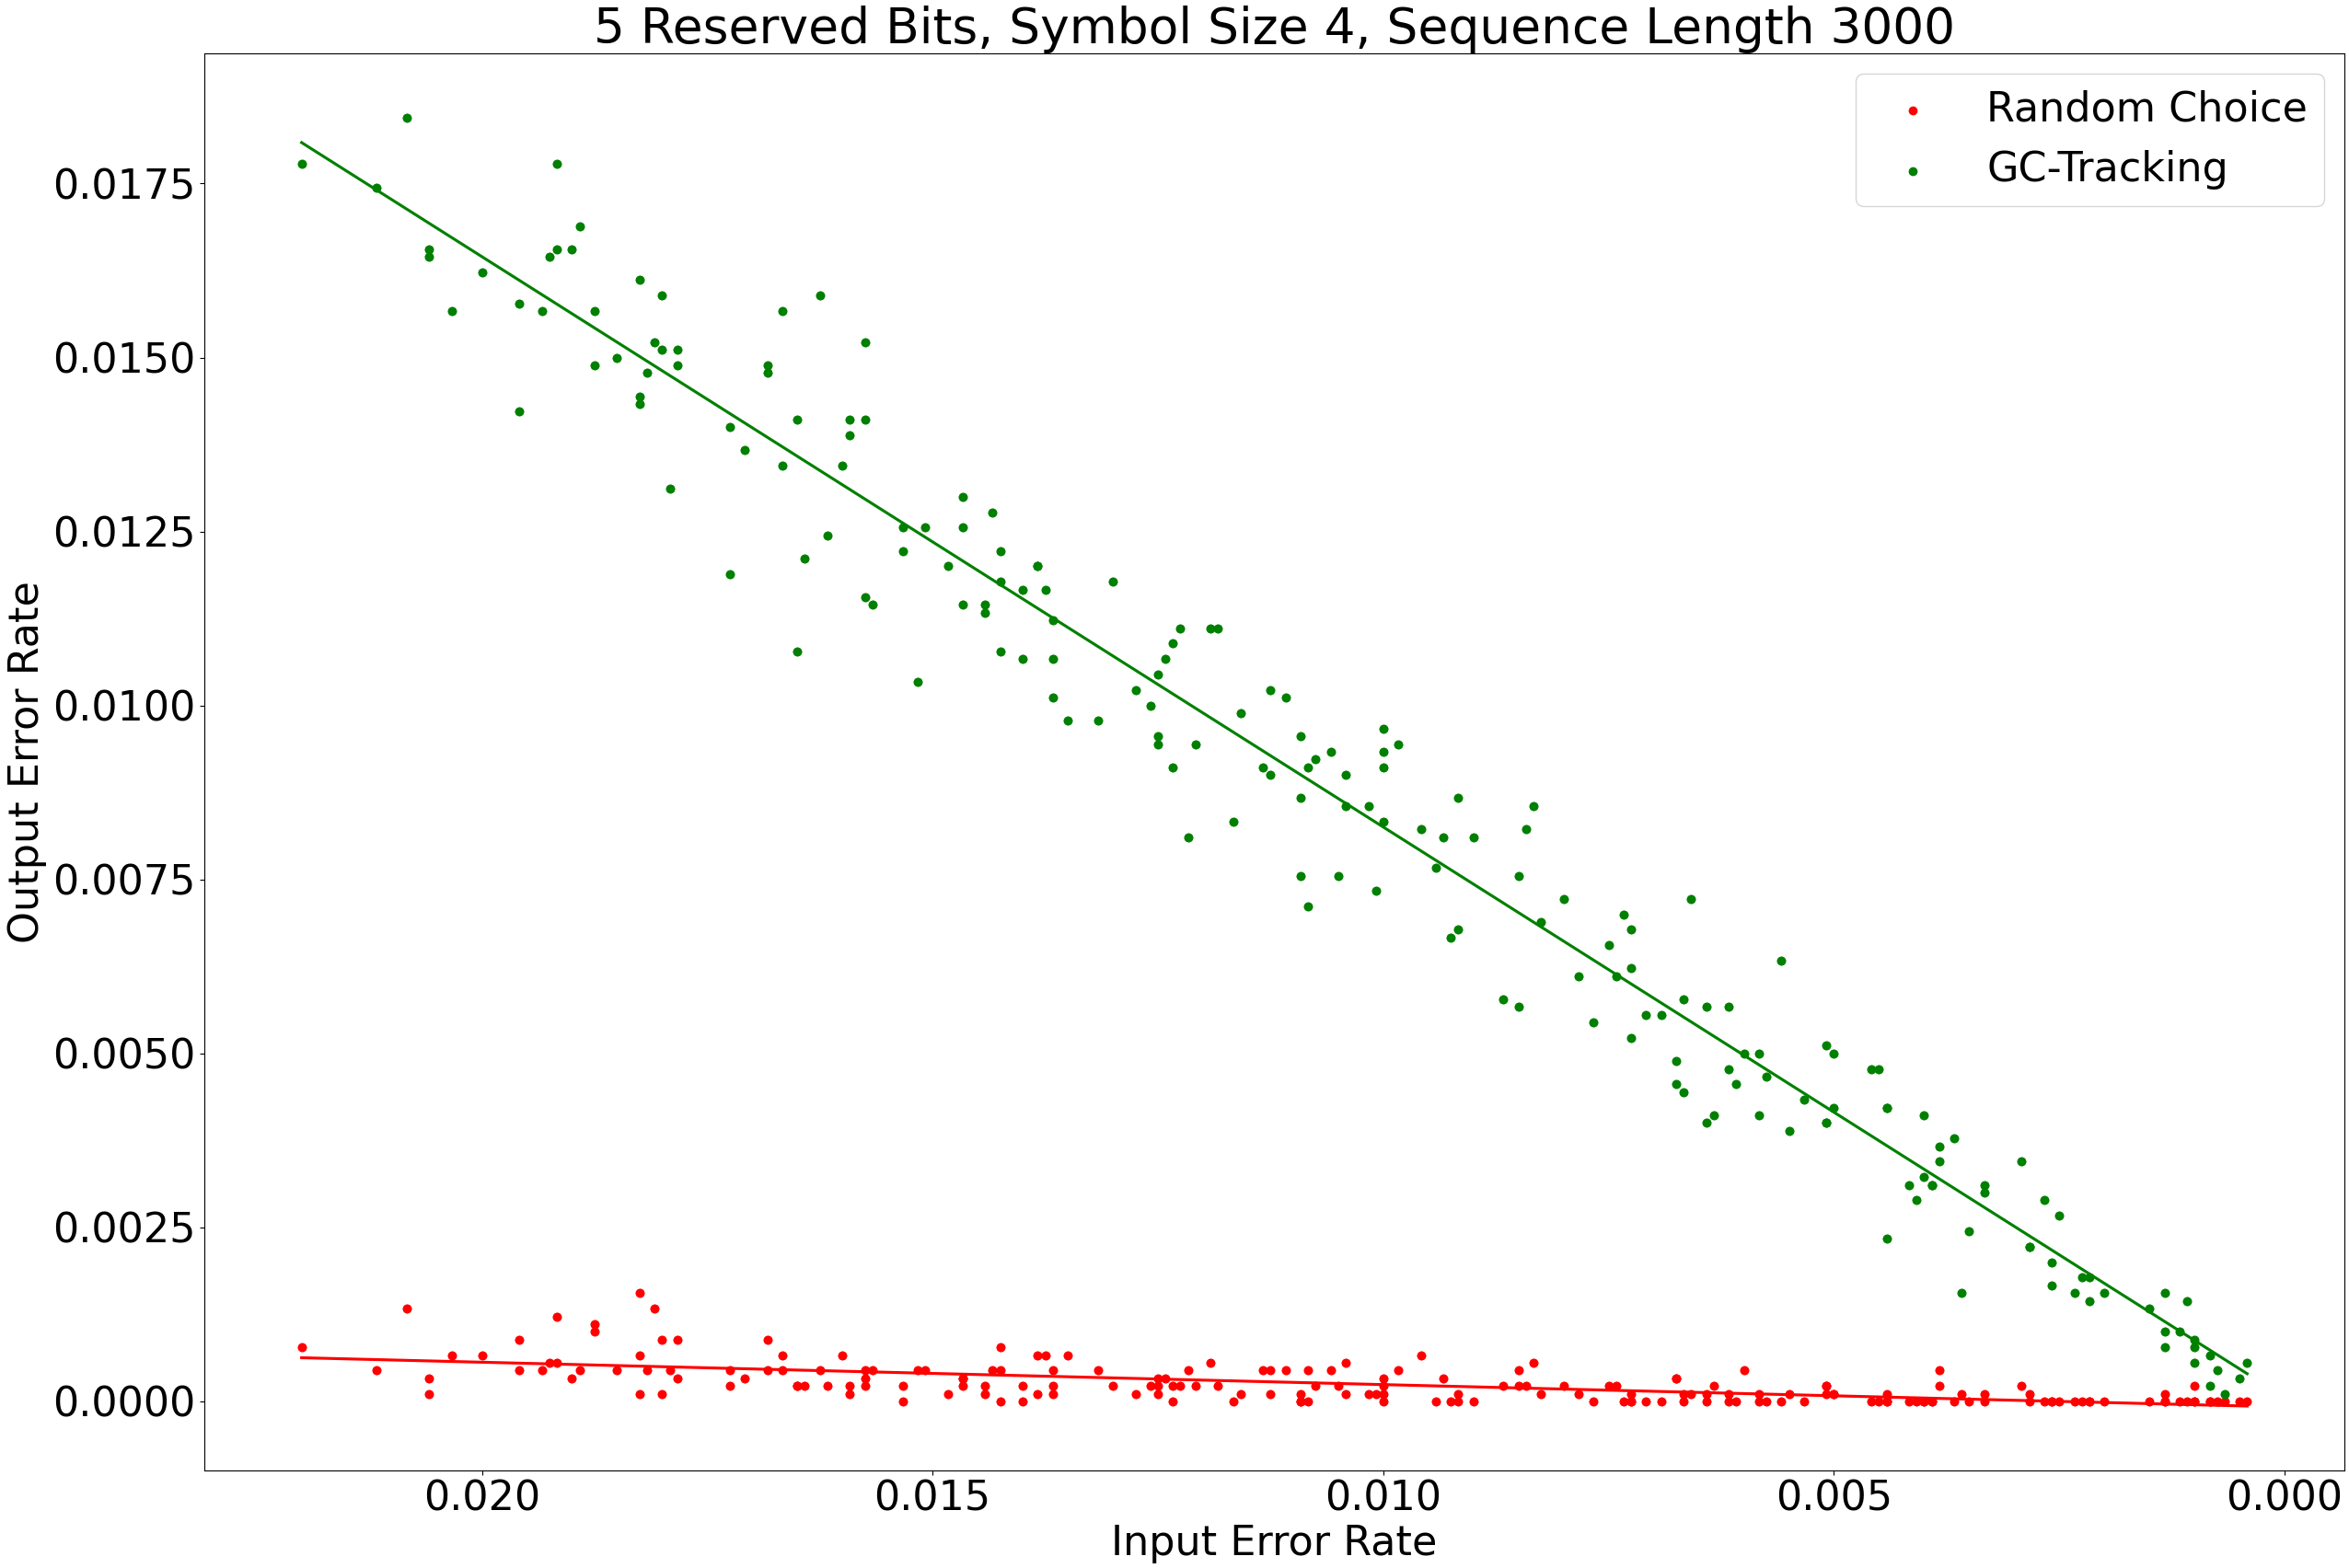 5 Reserved Bits, Symbol Size 4, Sequence Length 3000
Random Choice
GC-Tracking
Output Error Rate
0.0175
0.0150
0.0125
0.0100
0.0075
0.0050
0.0025
0.0000
0.020 0.015 0.010 0.005 0.000
Input Error Rate